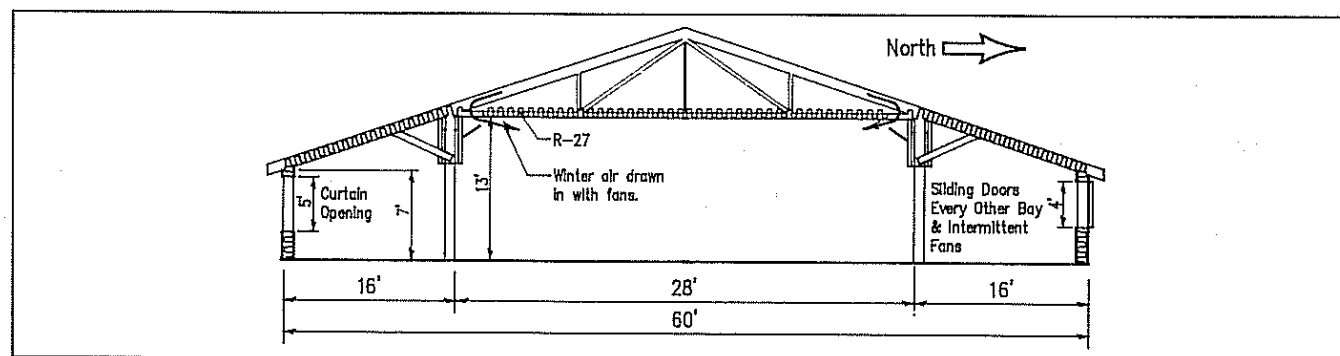 North
R-27
Winter air drawn
in with fans.
13'
5'
Curtain
Opening
7'
Sliding Doors
Every Other Bay
& Intermittent
Fans
4'
16'
28'
16'
60'